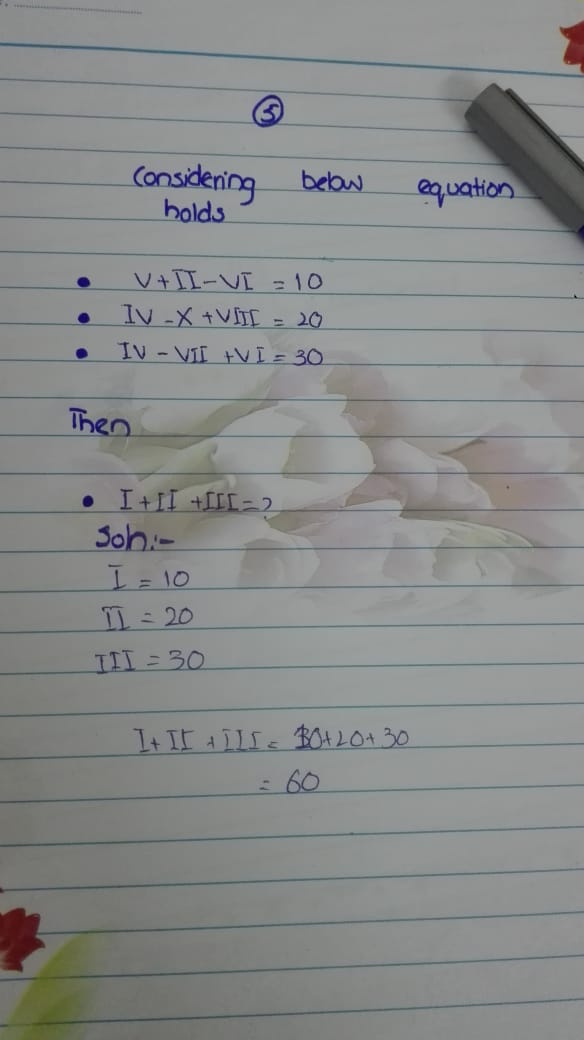 5
Considering below equation
holds
• V+II-VI = 10
• IV -X +VIII = 20
• IV - VII +VI = 30
Then
• I+II +III=?
Soln:-
I = 10
II = 20
III = 30
I+ II +III = 10+20+30
= 60